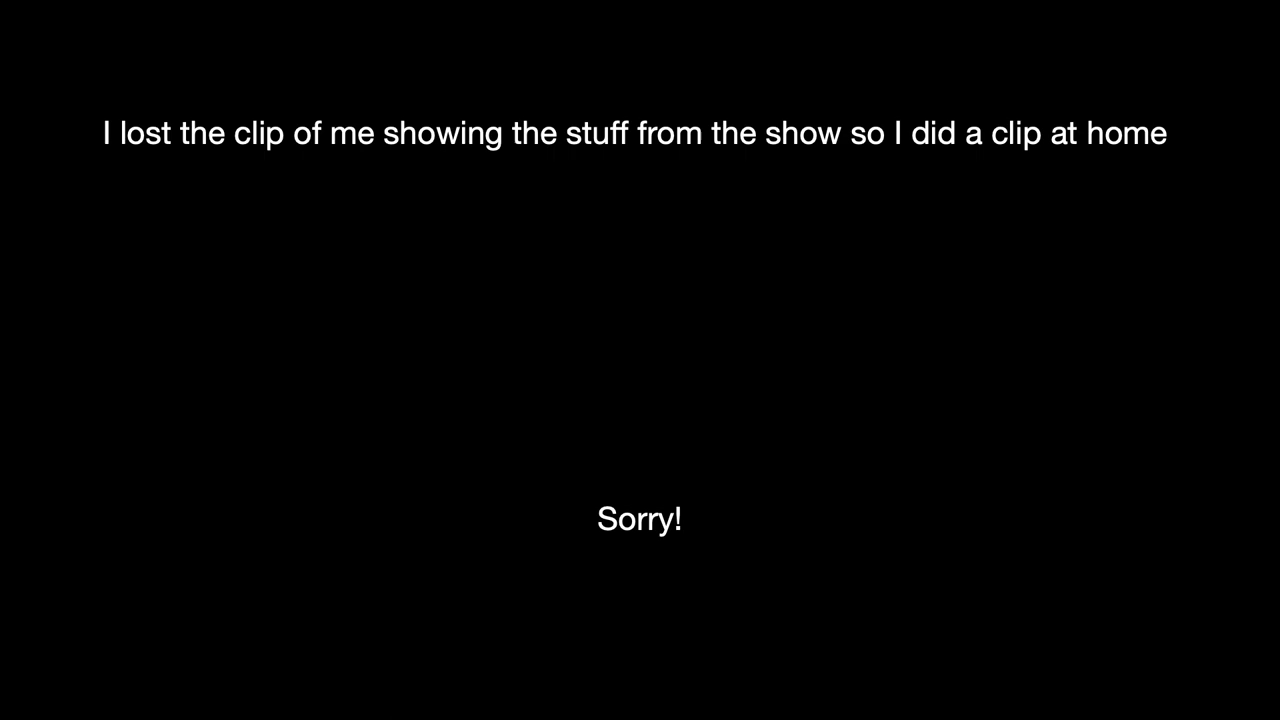 I lost the clip of me showing the stuff from the show so I did a clip at home
Sorry!